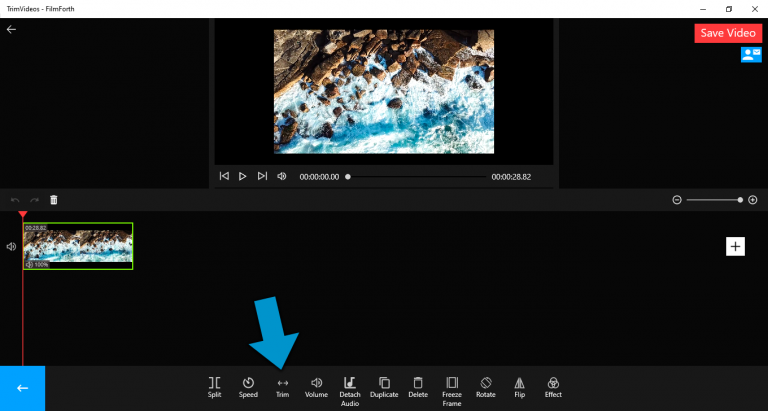 TrimVideos - FilmForth
Save Video
00:00:00.00
00:00:28.82
00:28.82
100%
Split
Speed
Trim
Volume
Detach
Audio
Duplicate
Delete
Freeze
Frame
Rotate
Flip
Effect